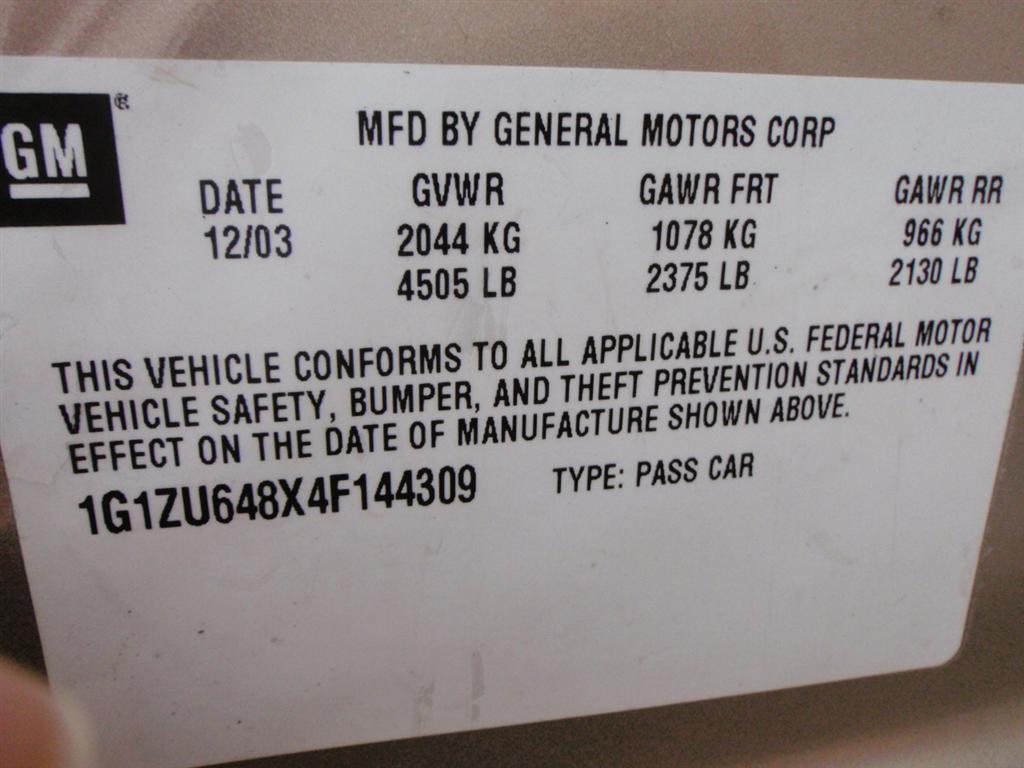 GM®
MFD BY GENERAL MOTORS CORP
DATE GVWR GAWR FRT GAWR RR
12/03 2044 KG 1078 KG 966 KG
4505 LB 2375 LB 2130 LB
THIS VEHICLE CONFORMS TO ALL APPLICABLE U.S. FEDERAL MOTOR
VEHICLE SAFETY, BUMPER, AND THEFT PREVENTION STANDARDS IN
EFFECT ON THE DATE OF MANUFACTURE SHOWN ABOVE.
1G1ZU648X4F144309 TYPE: PASS CAR